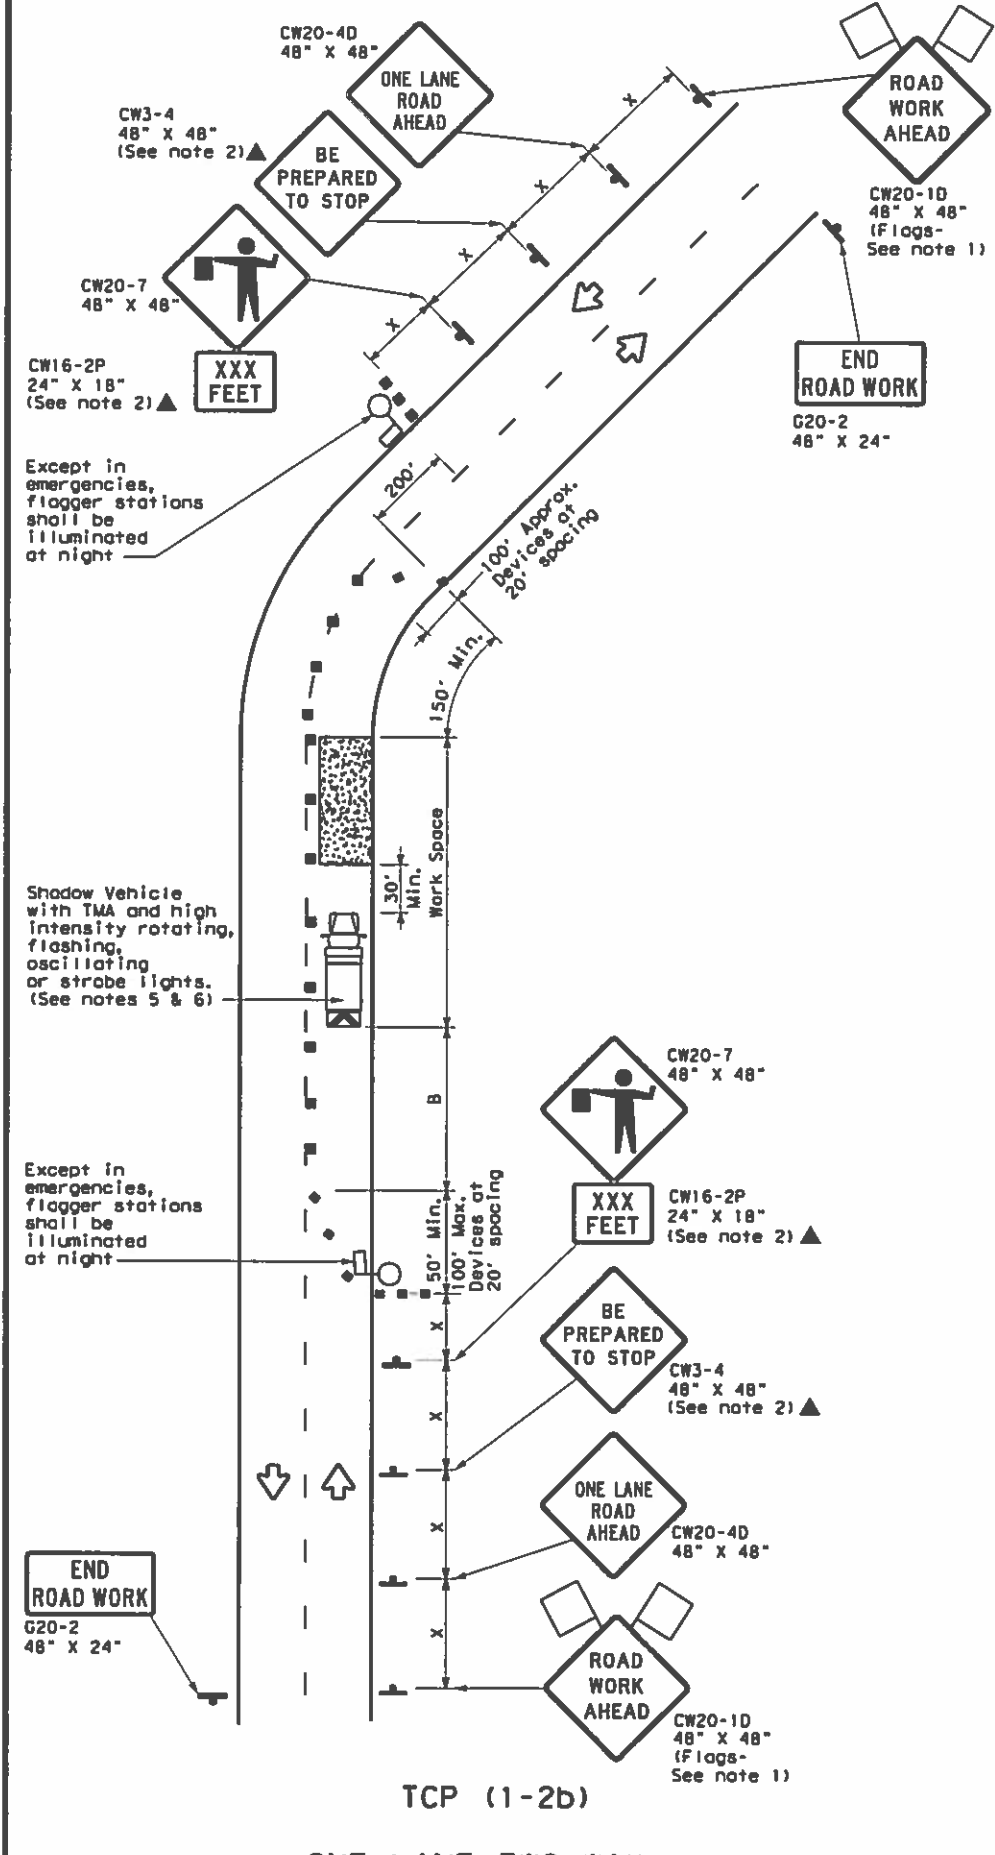 CW20-4D
48" X 48"
ONE LANE
ROAD
AHEAD
X
ROAD
WORK
AHEAD
CW3-4
48" X 48"
(See note 2)▲
BE
PREPARED
TO STOP
X
CW20-1D
48" X 48"
(Flags-
See note 1)
X
CW20-7
48" X 48"
X
CW16-2P
24" X 18"
(See note 2)▲
XXX
FEET
END
ROAD WORK
G20-2
48" X 24"
Except in
emergencies,
flagger stations
shall be
illuminated
at night
200'
100' Approx.
Devices at
20' spacing
150' Min.
Work Space
30'
Min.
Shadow Vehicle
with TMA and high
intensity rotating,
flashing,
oscillating
or strobe lights.
(See notes 5 & 6)
B
CW20-7
48" X 48"
Except in
emergencies,
flagger stations
shall be
illuminated
at night
50' Min.
100' Max.
Devices at
20' spacing
XXX
FEET
CW16-2P
24" X 18"
(See note 2)▲
X
BE
PREPARED
TO STOP
CW3-4
48" X 48"
(See note 2)▲
X
ONE LANE
ROAD
AHEAD
CW20-4D
48" X 48"
X
END
ROAD WORK
G20-2
48" X 24"
X
ROAD
WORK
AHEAD
CW20-1D
48" X 48"
(Flags-
See note 1)
TCP (1-2b)